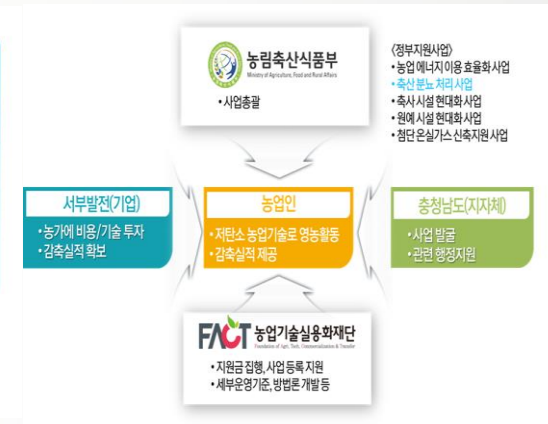 농림축산식품부
Ministry of Agriculture, Food and Rural Affairs
• 사업총괄
〈정부지원사업〉
• 농업 에너지 이용 효율화 사업
• 축산 분뇨 처리 사업
• 축사 시설 현대화 사업
• 원예 시설 현대화 사업
• 첨단 온실가스 신축지원 사업
서부발전(기업)
• 농가에 비용/기술 투자
• 감축실적 확보
농업인
• 저탄소 농업기술로 영농활동
• 감축실적 제공
충청남도(지자체)
• 사업 발굴
• 관련 행정지원
FACT 농업기술실용화재단
Foundation of Agri. Tech. Commercialization & Transfer
• 지원금 집행, 사업 등록 지원
• 세부운영기준, 방법론 개발 등